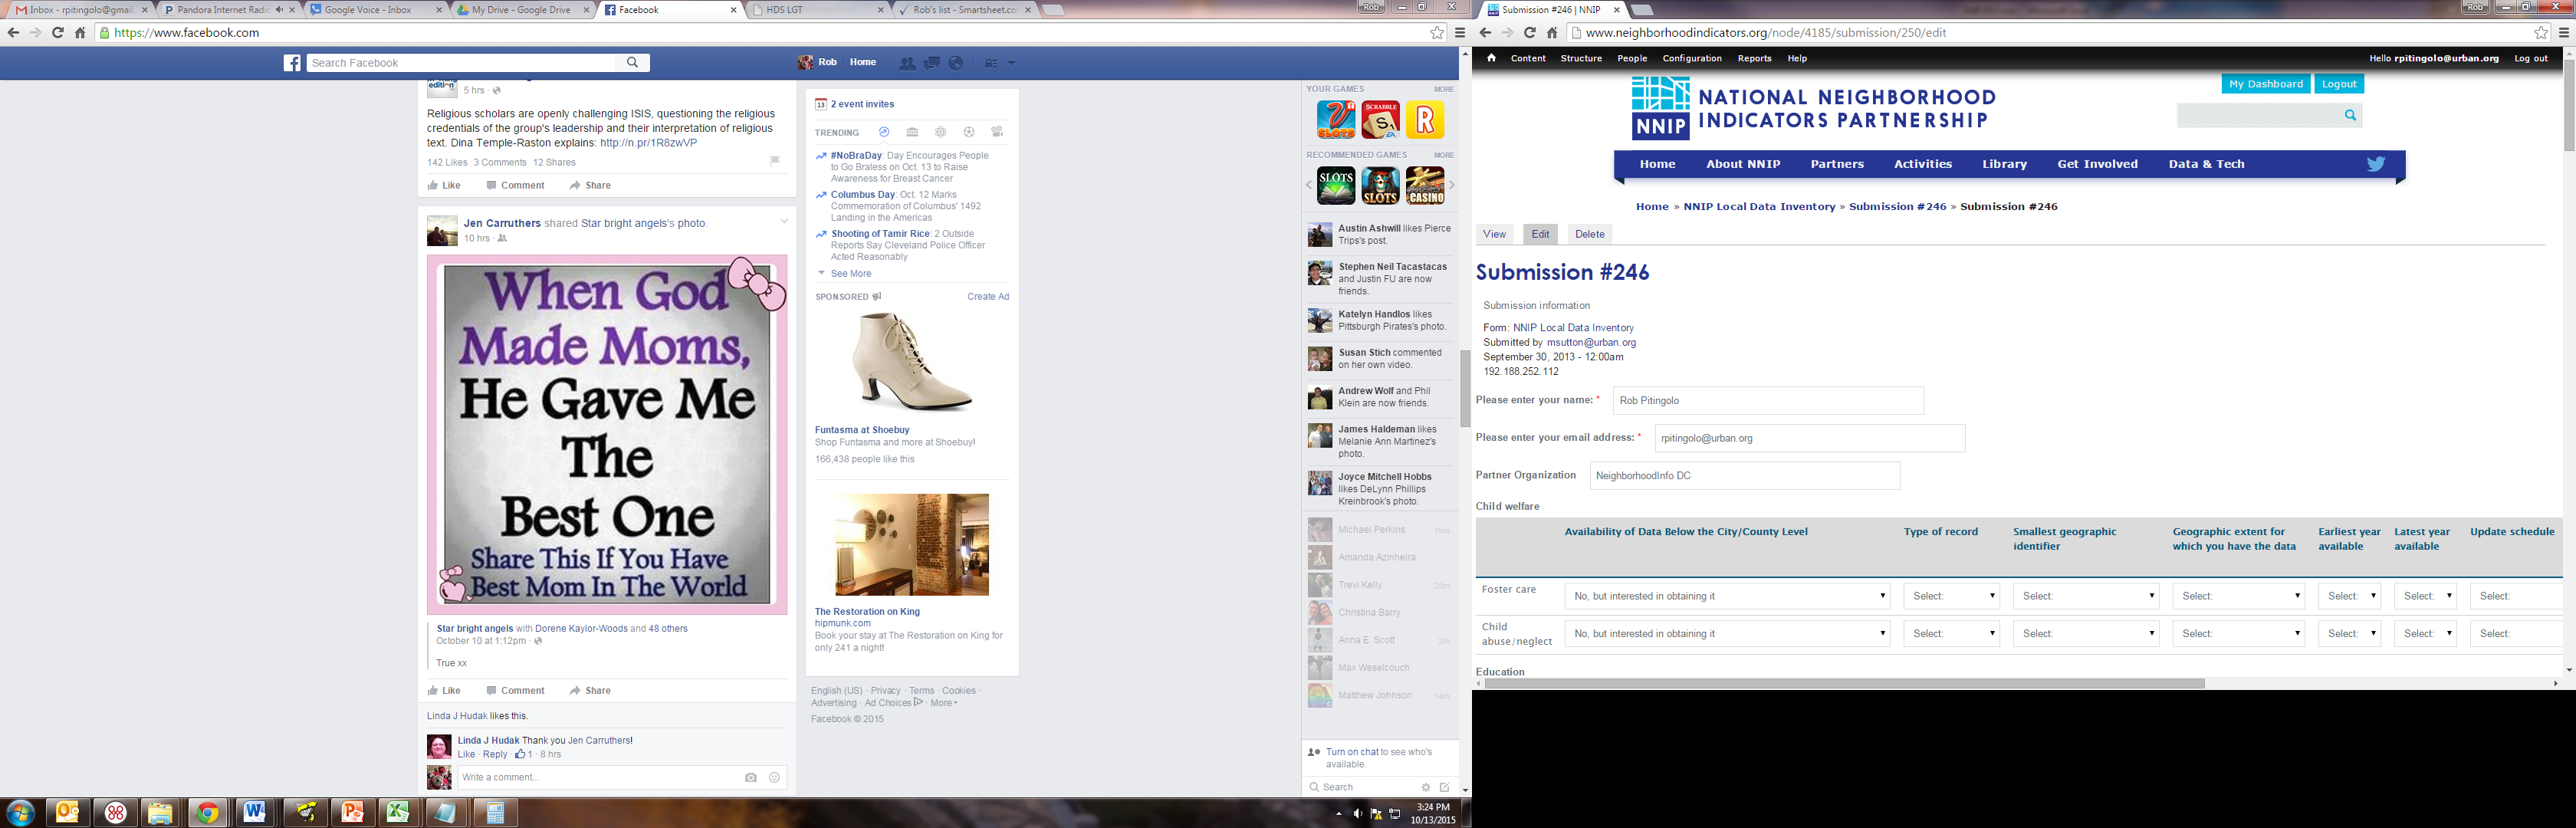 Inbox - rpitingolo@gmail.
Pandora Internet Radio
Google Voice - Inbox
My Drive - Google Drive
Facebook
HDS LGT
Rob's list - Smartsheet.co
Rob
https://www.facebook.com
Search Facebook
Rob Home
edition
5 hrs ·
Religious scholars are openly challenging ISIS, questioning the religious
credentials of the group's leadership and their interpretation of religious
text. Dina Temple-Raston explains: http://n.pr/1R8zwVP
142 Likes 3 Comments 12 Shares
Like Comment Share
Jen Carruthers shared Star bright angels's photo.
10 hrs ·
When God
Made Moms,
He Gave Me
The
Best One
Share This If You Have
Best Mom In The World
Star bright angels with Dorene Kaylor-Woods and 48 others
October 10 at 1:12pm ·
True xx
Like Comment Share
Linda J Hudak likes this.
Linda J Hudak Thank you Jen Carruthers!
Like · Reply · 1 · 8 hrs
Write a comment...
13 2 event invites
TRENDING
#NoBraDay: Day Encourages People
to Go Braless on Oct. 13 to Raise
Awareness for Breast Cancer
Columbus Day: Oct. 12 Marks
Commemoration of Columbus' 1492
Landing in the Americas
Shooting of Tamir Rice: 2 Outside
Reports Say Cleveland Police Officer
Acted Reasonably
See More
SPONSORED Create Ad
Funtasma at Shoebuy
Shop Funtasma and more at Shoebuy!
166,438 people like this
The Restoration on King
hipmunk.com
Book your stay at The Restoration on King for
only 241 a night!
English (US) · Privacy · Terms · Cookies ·
Advertising · Ad Choices · More
Facebook © 2015
YOUR GAMES MORE
SLOTS
SCRABBLE
S
EA
R
RECOMMENDED GAMES MORE
SLOTS
SLOTS
CASINO
Austin Ashwill likes Pierce
Trips's post.
Stephen Neil Tacastacas
and Justin FU are now
friends.
Katelyn Handlos likes
Pittsburgh Pirates's photo.
Susan Stich commented
on her own video.
Andrew Wolf and Phil
Klein are now friends.
James Haldeman likes
Melanie Ann Martinez's
photo.
Joyce Mitchell Hobbs
likes DeLynn Phillips
Kreinbrook's photo.
Michael Perkins 19m
Amanda Azinheira
Trevi Kelly 28m
Christina Barry
Anna E. Scott 2m
Max Weselcouch
Matthew Johnson 14m
Turn on chat to see who's
available.
Search
3:24 PM
10/13/2015
Submission #246 | NNIP
Rob
www.neighborhoodindicators.org/node/4185/submission/250/edit
Content Structure People Configuration Reports Help
Hello rpitingolo@urban.org Log out
My Dashboard Logout
NNIP
NATIONAL NEIGHBORHOOD
INDICATORS PARTNERSHIP
Home About NNIP Partners Activities Library Get Involved Data & Tech
Home » NNIP Local Data Inventory » Submission #246 » Submission #246
View Edit Delete
Submission #246
Submission information
Form: NNIP Local Data Inventory
Submitted by msutton@urban.org
September 30, 2013 - 12:00am
192.188.252.112
Please enter your name: * Rob Pitingolo
Please enter your email address: * rpitingolo@urban.org
Partner Organization NeighborhoodInfo DC
Child welfare
Availability of Data Below the City/County Level
Type of record
Smallest geographic
identifier
Geographic extent for
which you have the data
Earliest year
available
Latest year
available
Update schedule
Foster care No, but interested in obtaining it Select: Select: Select: Select: Select: Select:
Child
abuse/neglect No, but interested in obtaining it Select: Select: Select: Select: Select: Select:
Education